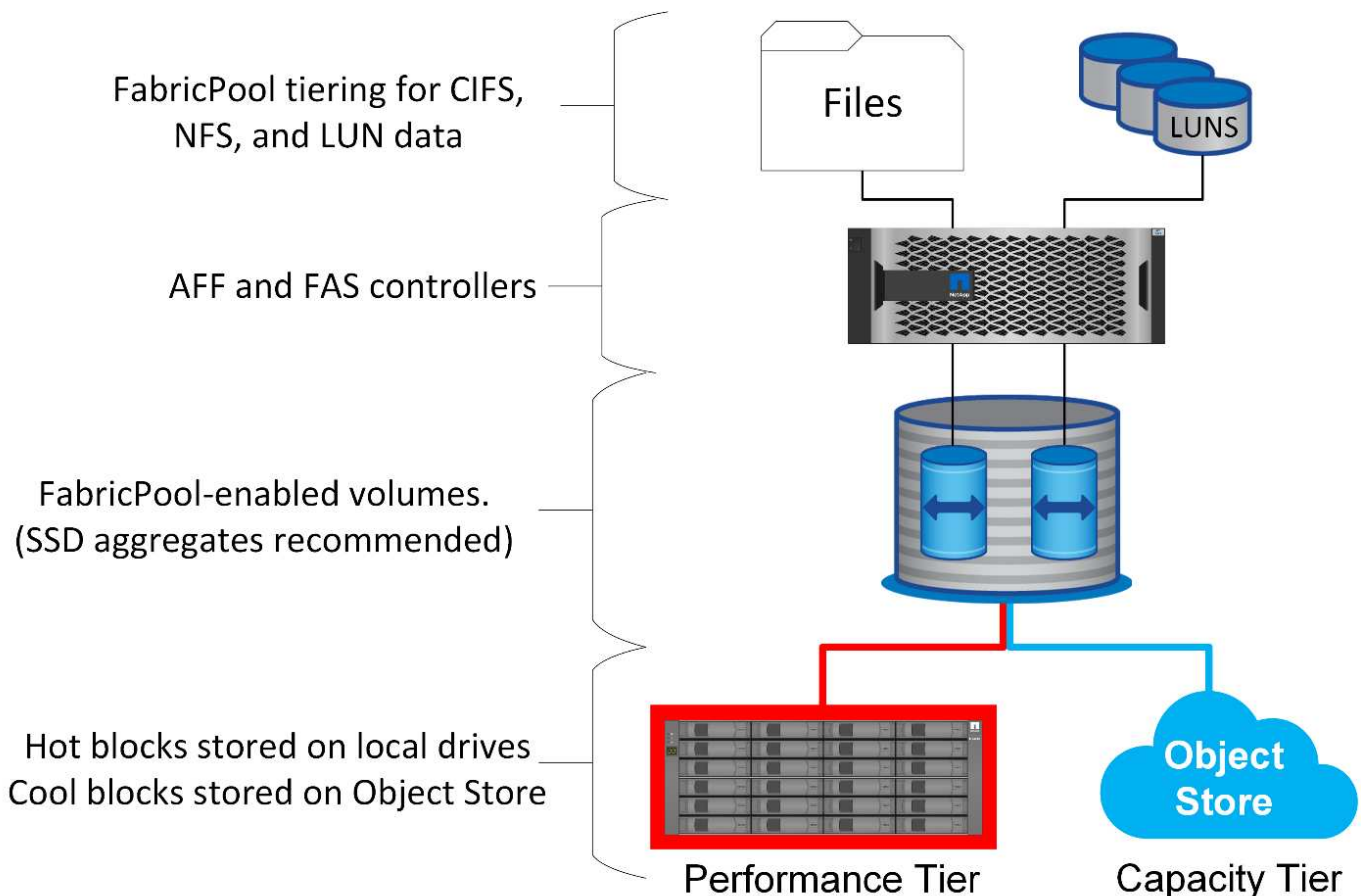 FabricPool tiering for CIFS,
NFS, and LUN data
Files
LUNS
AFF and FAS controllers
NetApp
FabricPool-enabled volumes.
(SSD aggregates recommended)
Hot blocks stored on local drives
Cool blocks stored on Object Store
Object
Store
Performance Tier
Capacity Tier